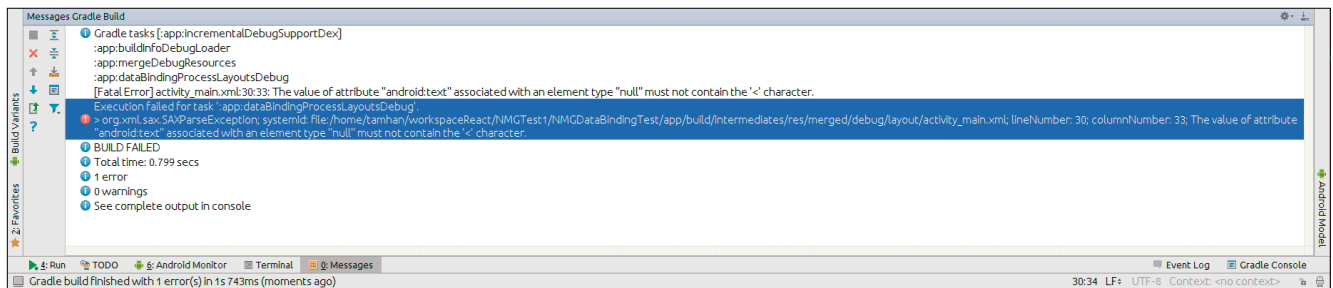 Messages Gradle Build
Gradle tasks [:app:incrementalDebugSupportDex]
:app:buildInfoDebugLoader
:app:mergeDebugResources
:app:dataBindingProcessLayoutsDebug
[Fatal Error] activity_main.xml:30:33: The value of attribute "android:text" associated with an element type "null" must not contain the '<' character.
Execution failed for task ':app:dataBindingProcessLayoutsDebug'.
> org.xml.sax.SAXParseException; systemId: file:/home/tamhan/workspaceReact/NMGTest1/NMGDataBindingTest/app/build/intermediates/res/merged/debug/layout/activity_main.xml; lineNumber: 30; columnNumber: 33; The value of attribute
"android:text" associated with an element type "null" must not contain the '<' character.
BUILD FAILED
Total time: 0.799 secs
1 error
0 warnings
See complete output in console
Build Variants
2: Favorites
Android Model
4: Run
TODO
6: Android Monitor
Terminal
0: Messages
Event Log
Gradle Console
Gradle build finished with 1 error(s) in 1s 743ms (moments ago)
30:34
LF
UTF-8
Context: <no context>